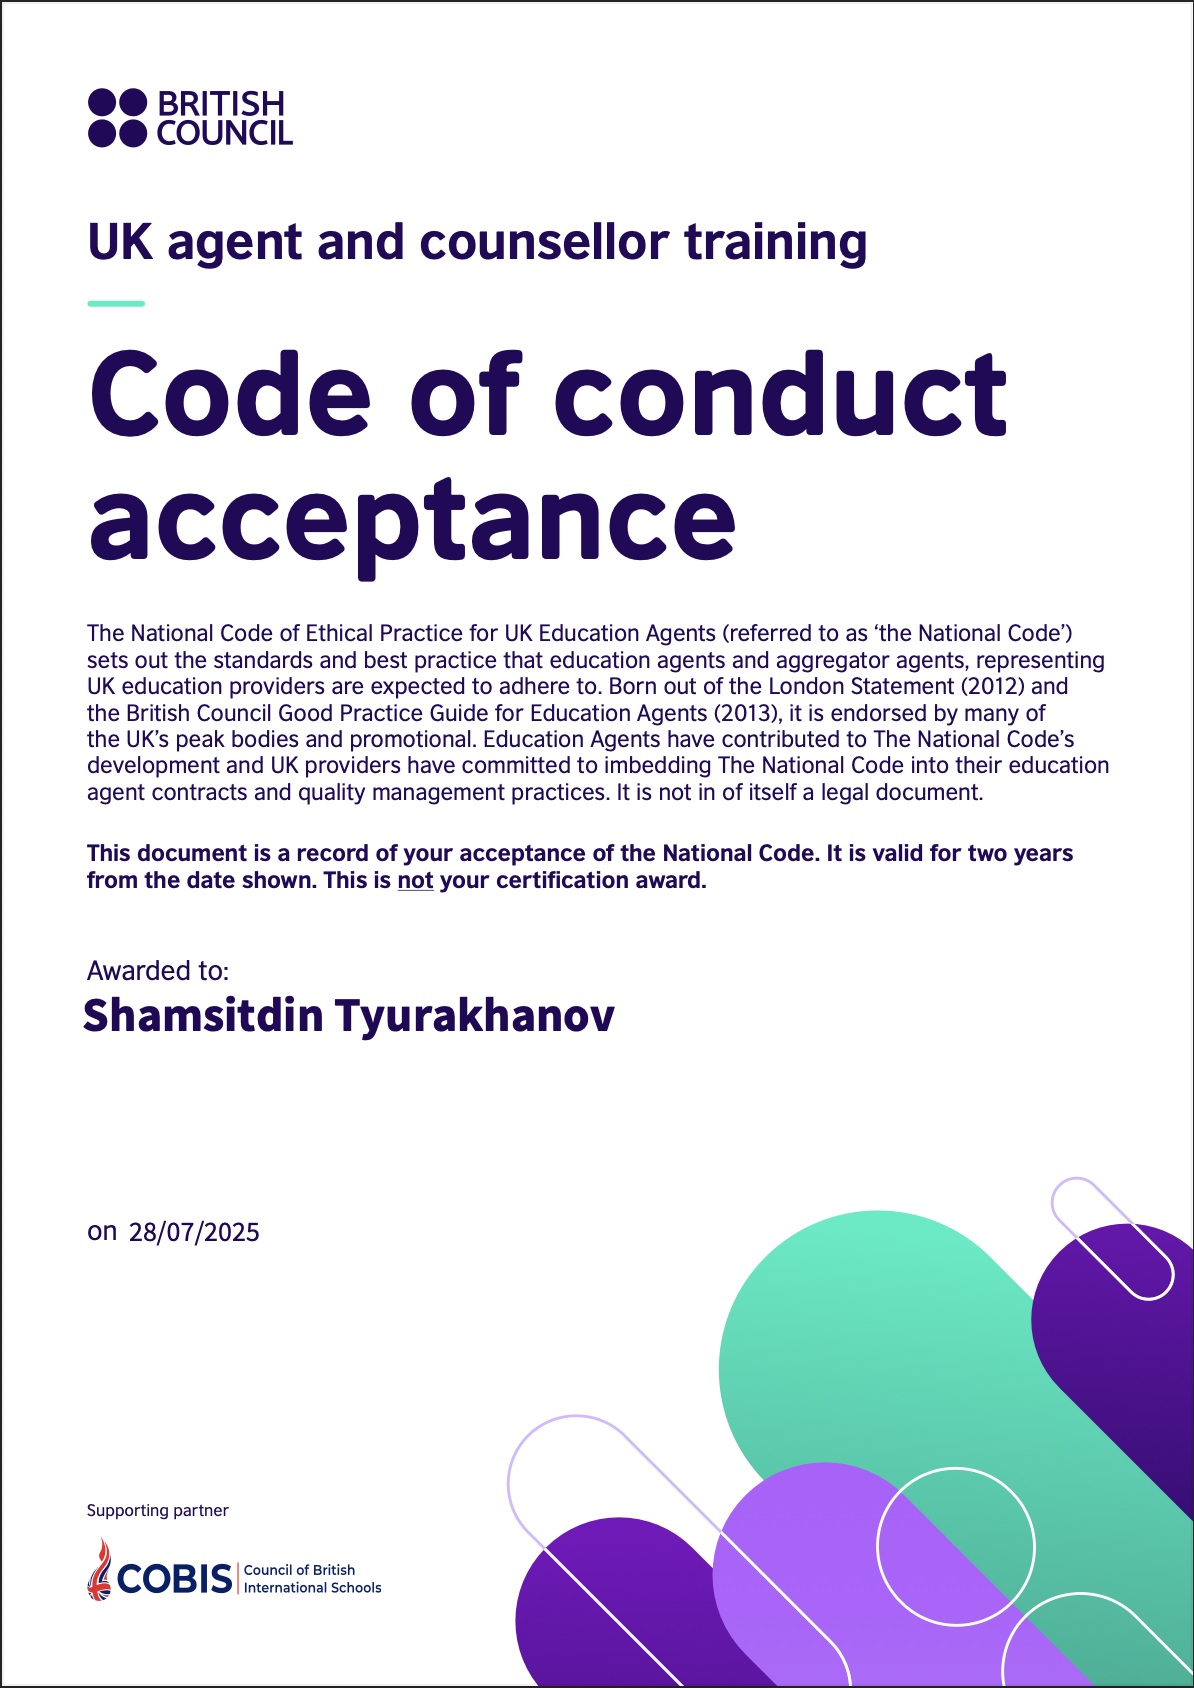 BRITISH
COUNCIL
UK agent and counsellor training
Code of conduct
acceptance
The National Code of Ethical Practice for UK Education Agents (referred to as ‘the National Code’)
sets out the standards and best practice that education agents and aggregator agents, representing
UK education providers are expected to adhere to. Born out of the London Statement (2012) and
the British Council Good Practice Guide for Education Agents (2013), it is endorsed by many of
the UK’s peak bodies and promotional. Education Agents have contributed to The National Code’s
development and UK providers have committed to imbedding The National Code into their education
agent contracts and quality management practices. It is not in of itself a legal document.
This document is a record of your acceptance of the National Code. It is valid for two years
from the date shown. This is not your certification award.
Awarded to:
Shamsitdin Tyurakhanov
on 28/07/2025
Supporting partner
COBIS
Council of British
International Schools